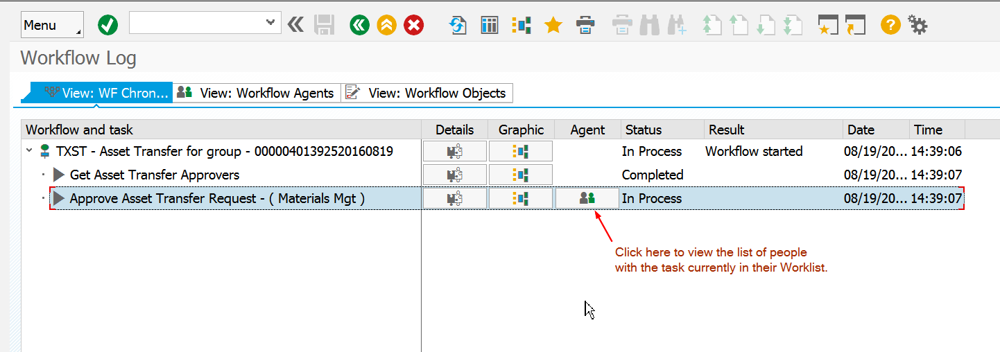 Menu
Workflow Log
View: WF Chron... View: Workflow Agents View: Workflow Objects
Workflow and task Details Graphic Agent Status Result Date Time
TXST - Asset Transfer for group - 00000401392520160819 In Process Workflow started 08/19/20... 14:39:06
Get Asset Transfer Approvers Completed 08/19/20... 14:39:07
Approve Asset Transfer Request - ( Materials Mgt ) In Process 08/19/20... 14:39:07
Click here to view the list of people
with the task currently in their Worklist.